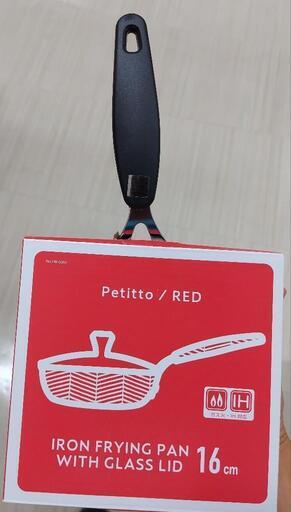 Petitto / RED
IH
IRON FRYING PAN
WITH GLASS LID 16cm